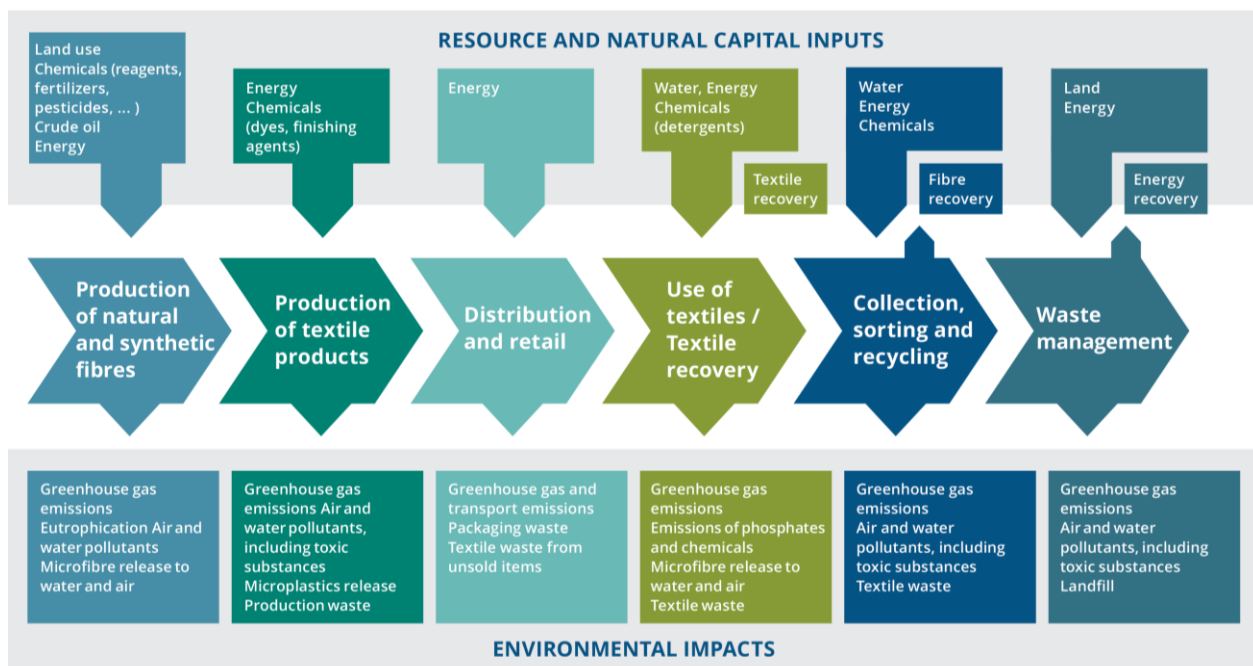 RESOURCE AND NATURAL CAPITAL INPUTS
Land use
Chemicals (reagents,
fertilizers,
pesticides, ... )
Crude oil
Energy
Energy
Chemicals
(dyes, finishing
agents)
Energy
Water, Energy
Chemicals
(detergents)
Textile
recovery
Water
Energy
Chemicals
Fibre
recovery
Land
Energy
Energy
recovery
Production
of natural
and synthetic
fibres
Production
of textile
products
Distribution
and retail
Use of
textiles /
Textile
recovery
Collection,
sorting and
recycling
Waste
management
Greenhouse gas
emissions
Eutrophication Air and
water pollutants
Microfibre release to
water and air
Greenhouse gas
emissions Air and
water pollutants,
including toxic
substances
Microplastics release
Production waste
Greenhouse gas and
transport emissions
Packaging waste
Textile waste from
unsold items
Greenhouse gas
emissions
Emissions of phosphates
and chemicals
Microfibre release to
water and air
Textile waste
Greenhouse gas
emissions
Air and water
pollutants, including
toxic substances
Textile waste
Greenhouse gas
emissions
Air and water
pollutants, including
toxic substances
Landfill
ENVIRONMENTAL IMPACTS